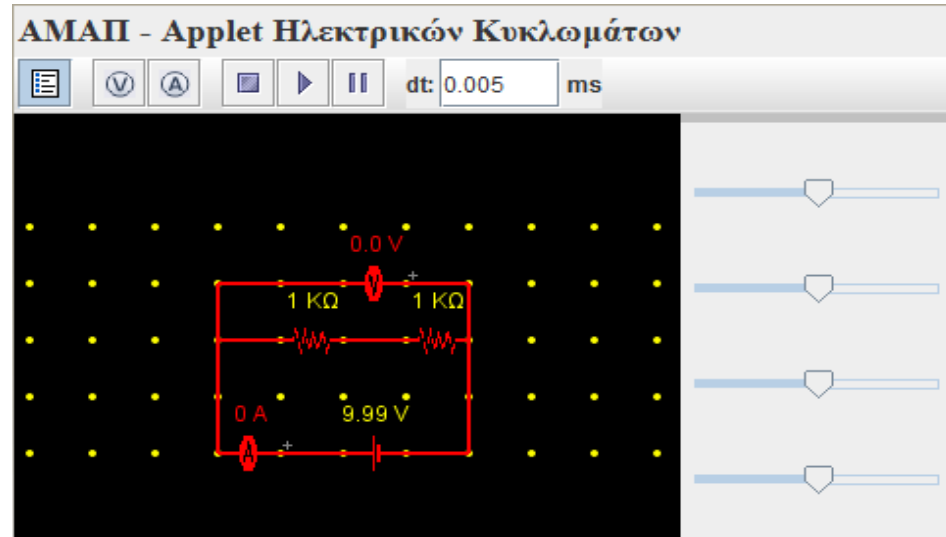 ΑΜΑΠ - Applet Ηλεκτρικών Κυκλωμάτων
V A dt: 0.005 ms
0.0 V
V +
1 KΩ 1 KΩ
0 A 9.99 V
A +